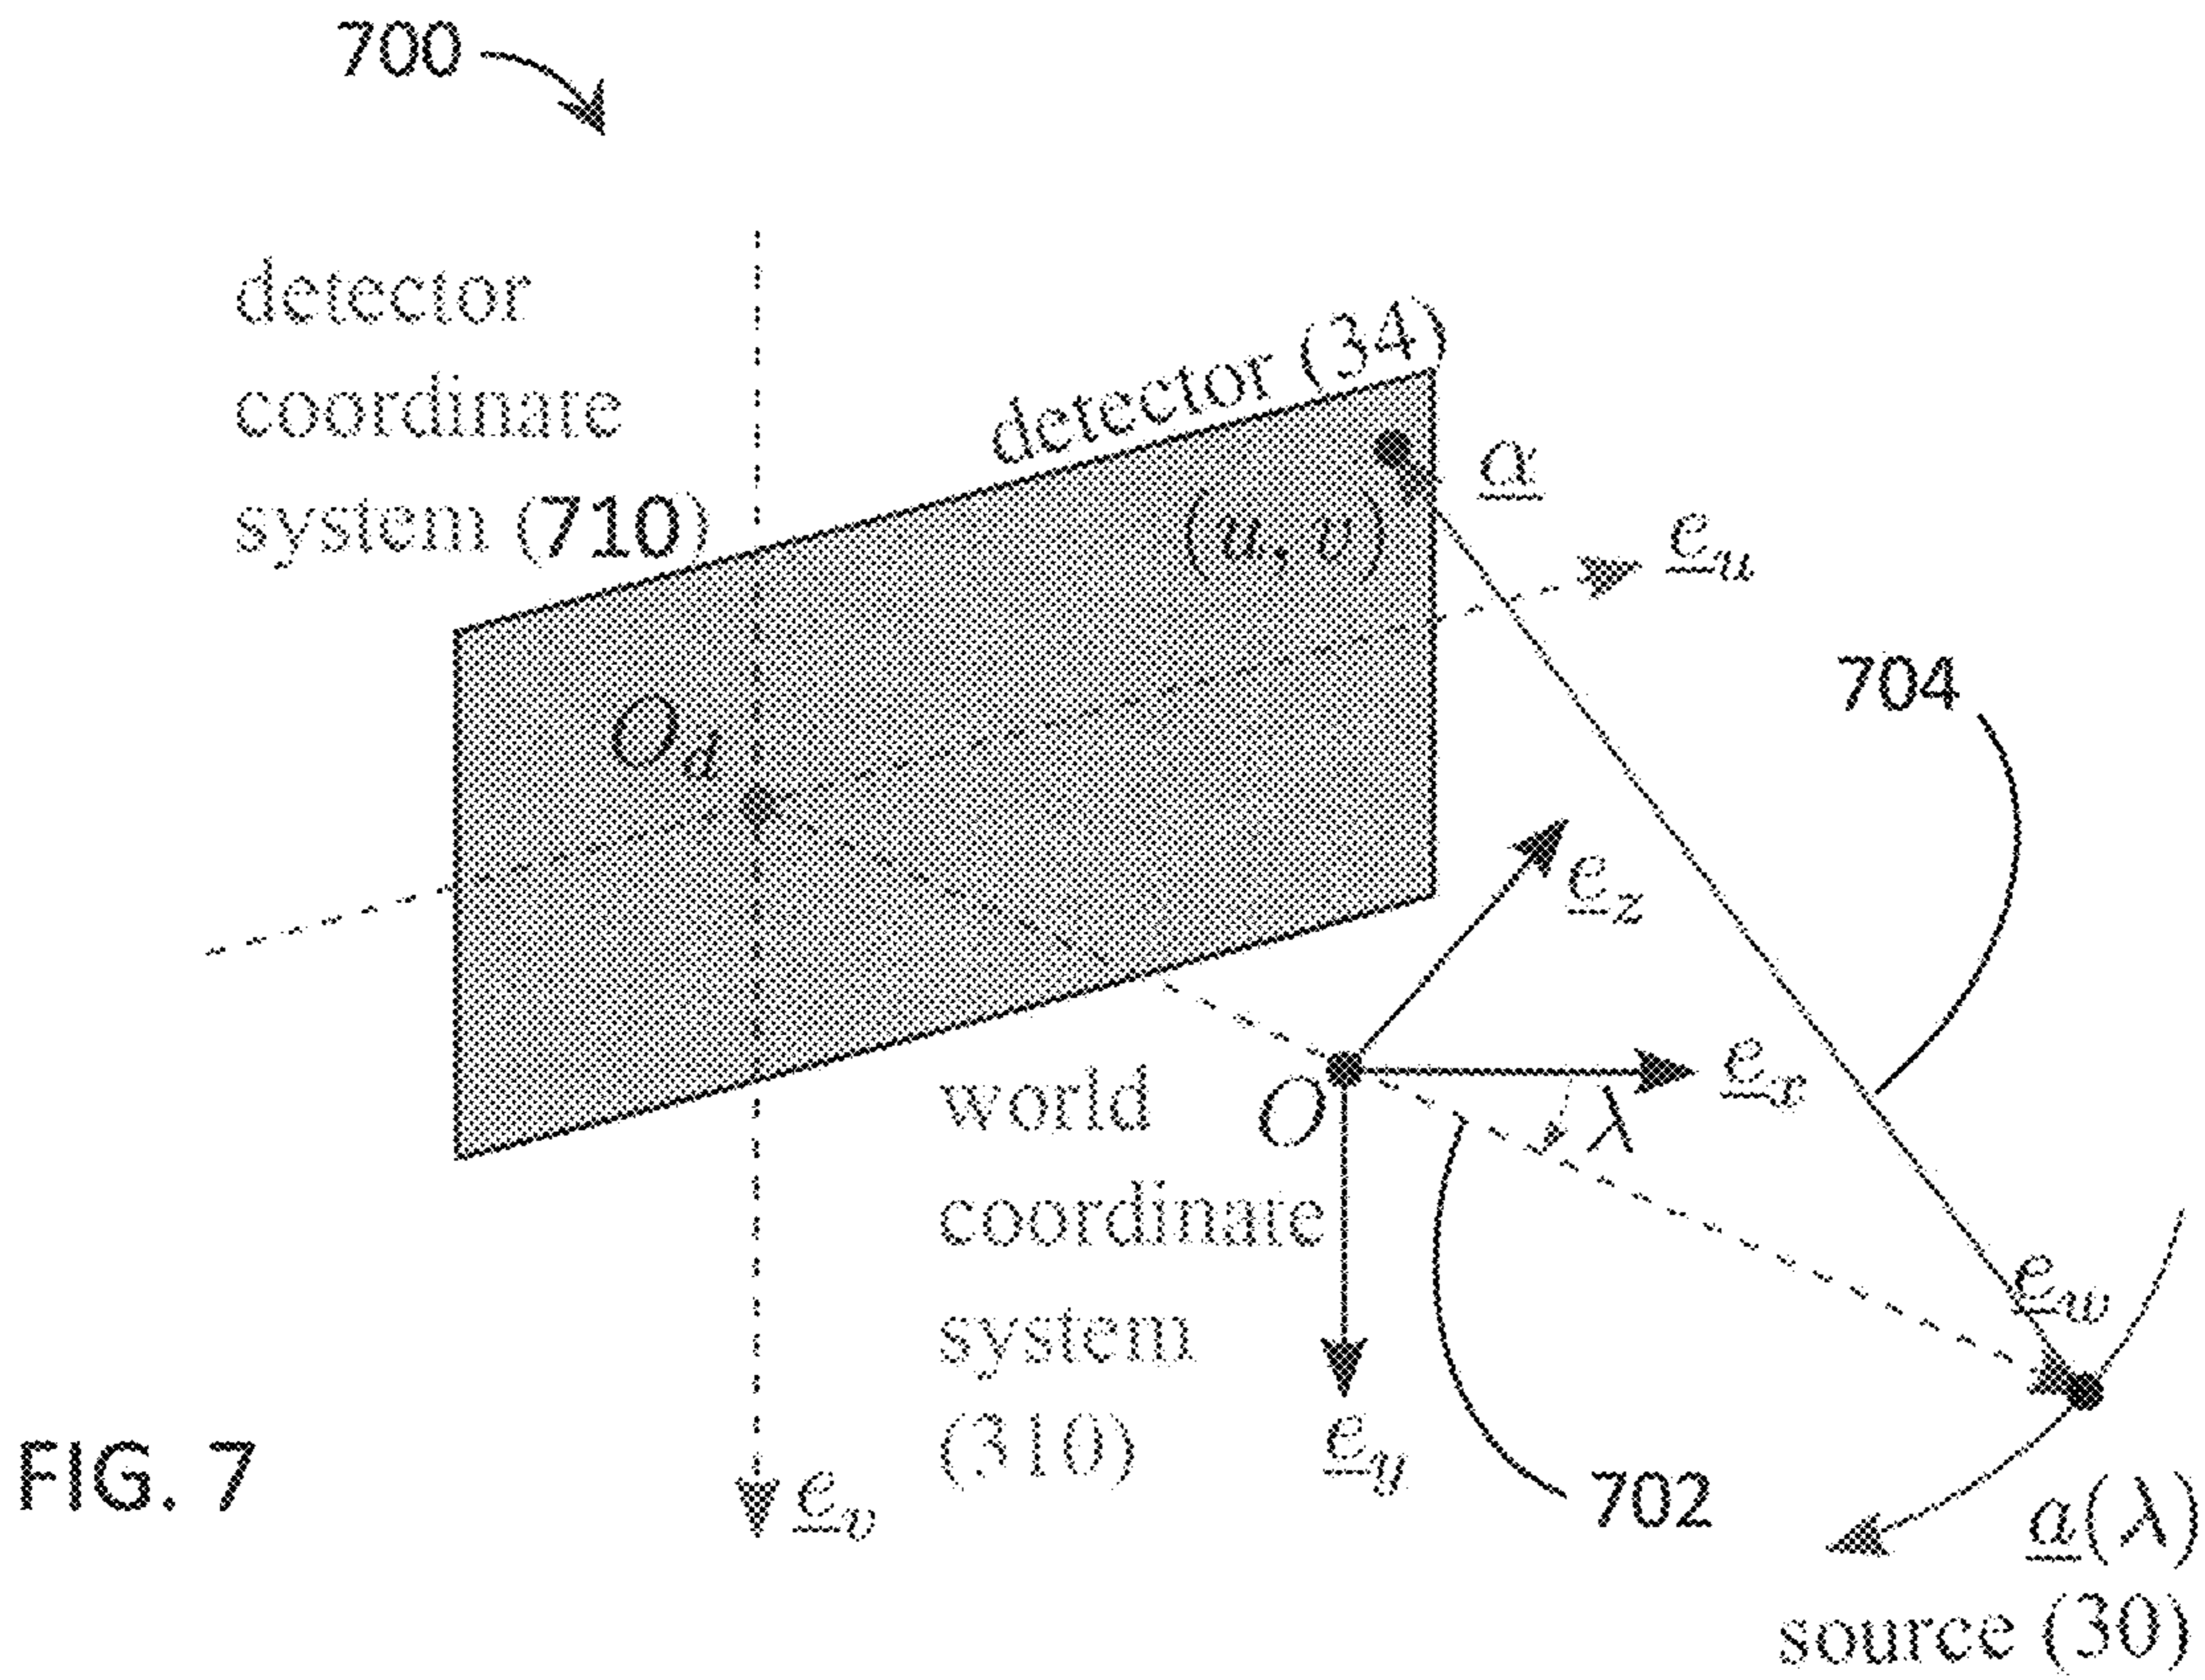 700
detector
coordinate
system (710)
detector (34)
α
(u, v)
e_u
704
O_d
e_z
e_x
λ
O
world
coordinate
system
(310)
e_w
e_y
e_v
702
a(λ)
source (30)
FIG. 7